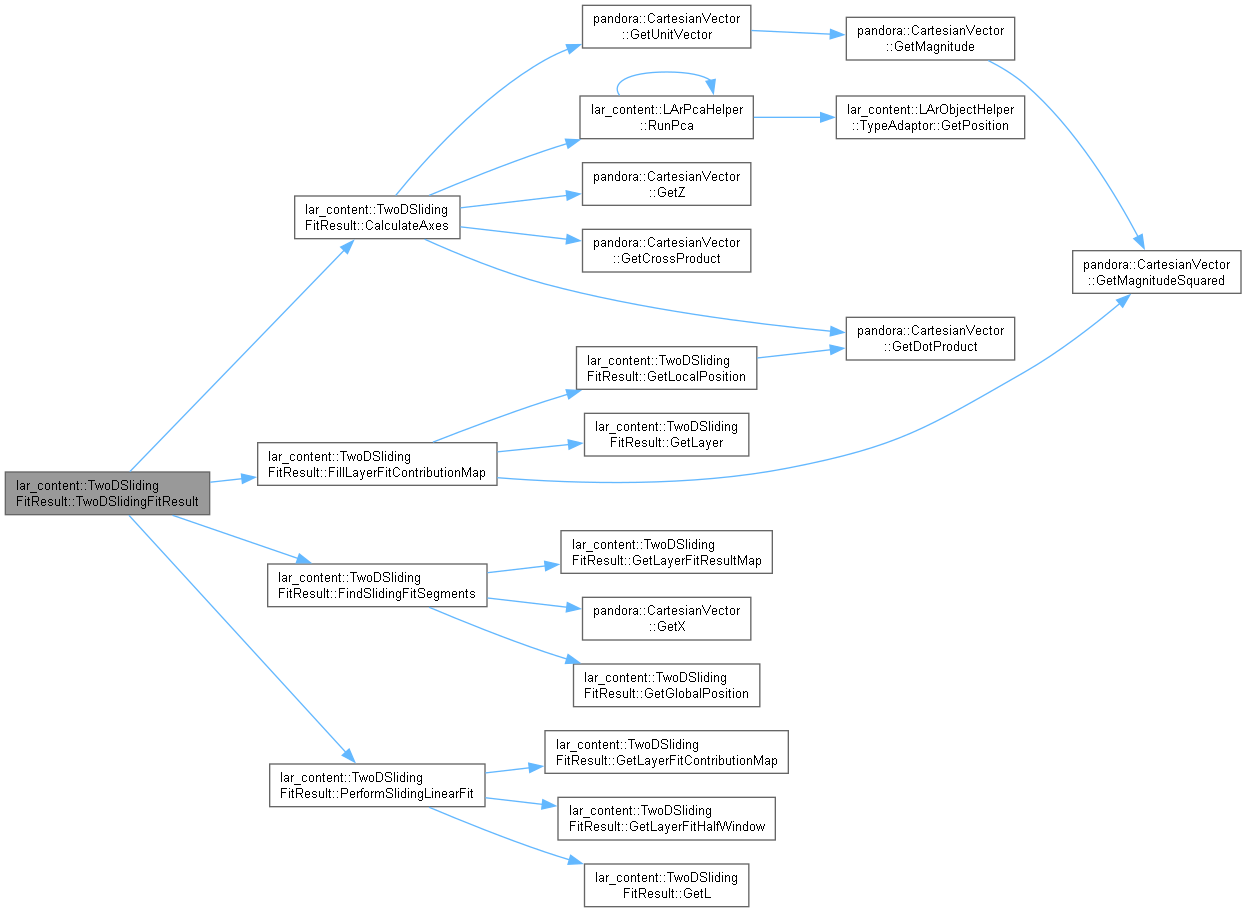 lar_content::TwoDSliding
FitResult::TwoDSlidingFitResult
lar_content::TwoDSliding
FitResult::CalculateAxes
pandora::CartesianVector
::GetUnitVector
pandora::CartesianVector
::GetMagnitude
lar_content::LArPcaHelper
::RunPca
lar_content::LArObjectHelper
::TypeAdaptor::GetPosition
pandora::CartesianVector
::GetZ
pandora::CartesianVector
::GetCrossProduct
pandora::CartesianVector
::GetMagnitudeSquared
pandora::CartesianVector
::GetDotProduct
lar_content::TwoDSliding
FitResult::GetLocalPosition
lar_content::TwoDSliding
FitResult::GetLayer
lar_content::TwoDSliding
FitResult::FillLayerFitContributionMap
lar_content::TwoDSliding
FitResult::GetLayerFitResultMap
lar_content::TwoDSliding
FitResult::FindSlidingFitSegments
pandora::CartesianVector
::GetX
lar_content::TwoDSliding
FitResult::GetGlobalPosition
lar_content::TwoDSliding
FitResult::GetLayerFitContributionMap
lar_content::TwoDSliding
FitResult::PerformSlidingLinearFit
lar_content::TwoDSliding
FitResult::GetLayerFitHalfWindow
lar_content::TwoDSliding
FitResult::GetL